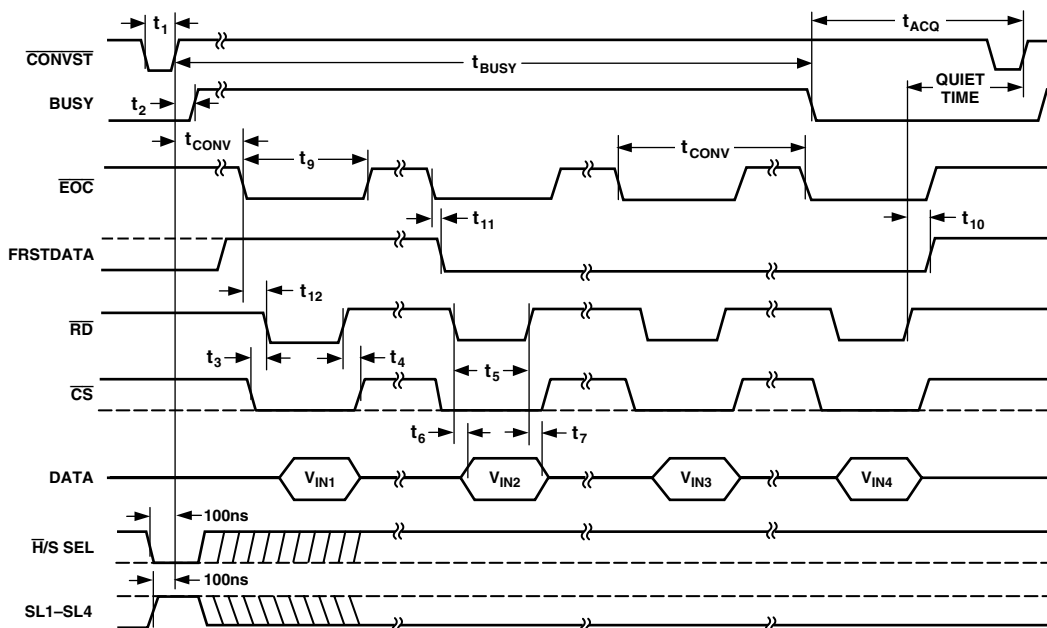 t1
tACQ
CONVST
tBUSY
QUIET
TIME
BUSY
t2
tCONV
t9
tCONV
EOC
t11
t10
FRSTDATA
t12
RD
t3
t4
t5
CS
t6
t7
DATA
VIN1
VIN2
VIN3
VIN4
100ns
H/S SEL
100ns
SL1–SL4